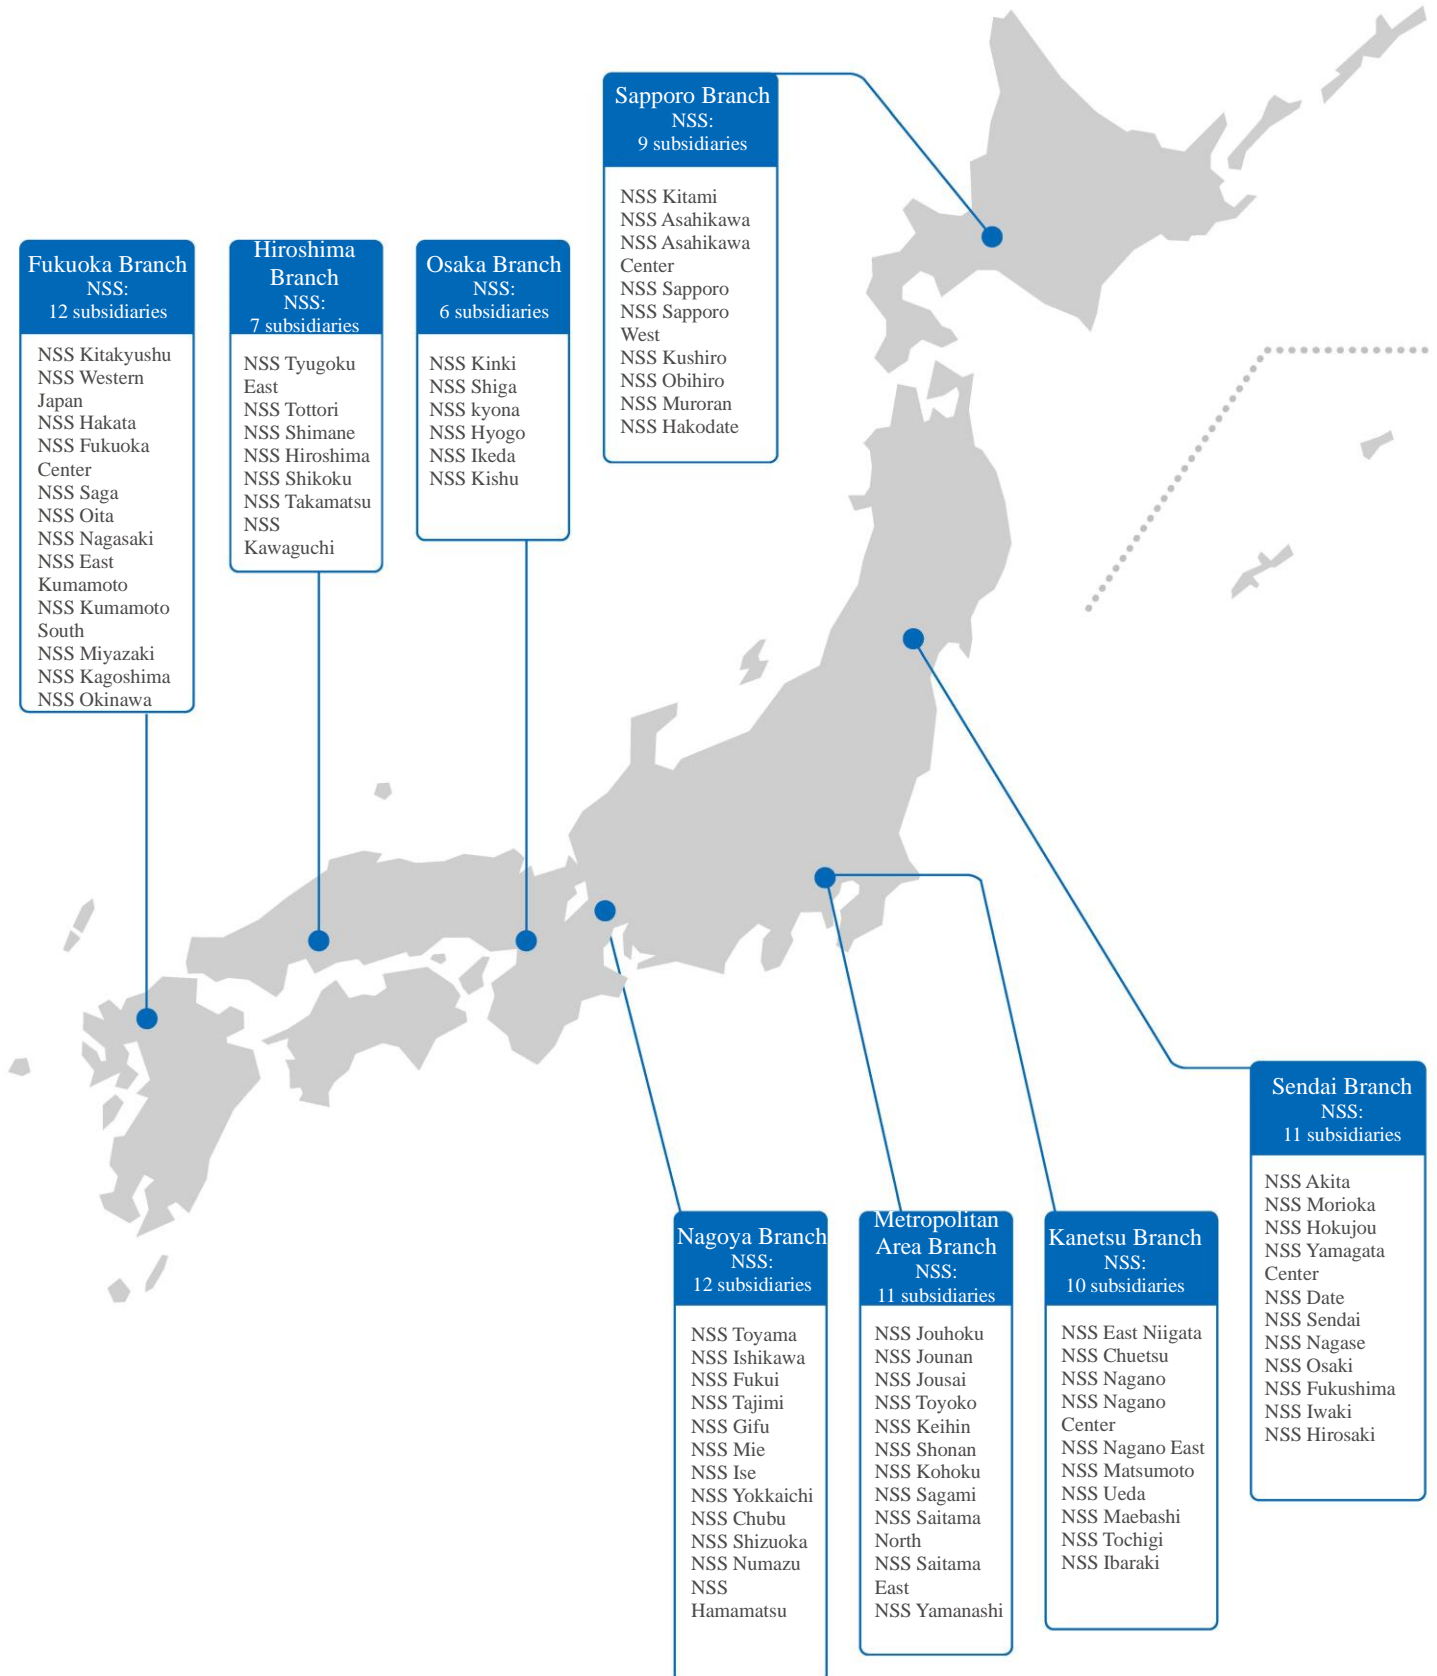 Sapporo Branch
NSS:
9 subsidiaries
NSS Kitami
NSS Asahikawa
NSS Asahikawa
Center
NSS Sapporo
NSS Sapporo
West
NSS Kushiro
NSS Obihiro
NSS Muroran
NSS Hakodate
Fukuoka Branch
NSS:
12 subsidiaries
NSS Kitakyushu
NSS Western
Japan
NSS Hakata
NSS Fukuoka
Center
NSS Saga
NSS Oita
NSS Nagasaki
NSS East
Kumamoto
NSS Kumamoto
South
NSS Miyazaki
NSS Kagoshima
NSS Okinawa
Hiroshima
Branch
NSS:
7 subsidiaries
NSS Tyugoku
East
NSS Tottori
NSS Shimane
NSS Hiroshima
NSS Shikoku
NSS Takamatsu
NSS
Kawaguchi
Osaka Branch
NSS:
6 subsidiaries
NSS Kinki
NSS Shiga
NSS kyona
NSS Hyogo
NSS Ikeda
NSS Kishu
Sendai Branch
NSS:
11 subsidiaries
NSS Akita
NSS Morioka
NSS Hokujou
NSS Yamagata
Center
NSS Date
NSS Sendai
NSS Nagase
NSS Osaki
NSS Fukushima
NSS Iwaki
NSS Hirosaki
Nagoya Branch
NSS:
12 subsidiaries
NSS Toyama
NSS Ishikawa
NSS Fukui
NSS Tajimi
NSS Gifu
NSS Mie
NSS Ise
NSS Yokkaichi
NSS Chubu
NSS Shizuoka
NSS Numazu
NSS
Hamamatsu
Metropolitan
Area Branch
NSS:
11 subsidiaries
NSS Jouhoku
NSS Jounan
NSS Jousai
NSS Toyoko
NSS Keihin
NSS Shonan
NSS Kohoku
NSS Sagami
NSS Saitama
North
NSS Saitama
East
NSS Yamanashi
Kanetsu Branch
NSS:
10 subsidiaries
NSS East Niigata
NSS Chuetsu
NSS Nagano
NSS Nagano
Center
NSS Nagano East
NSS Matsumoto
NSS Ueda
NSS Maebashi
NSS Tochigi
NSS Ibaraki